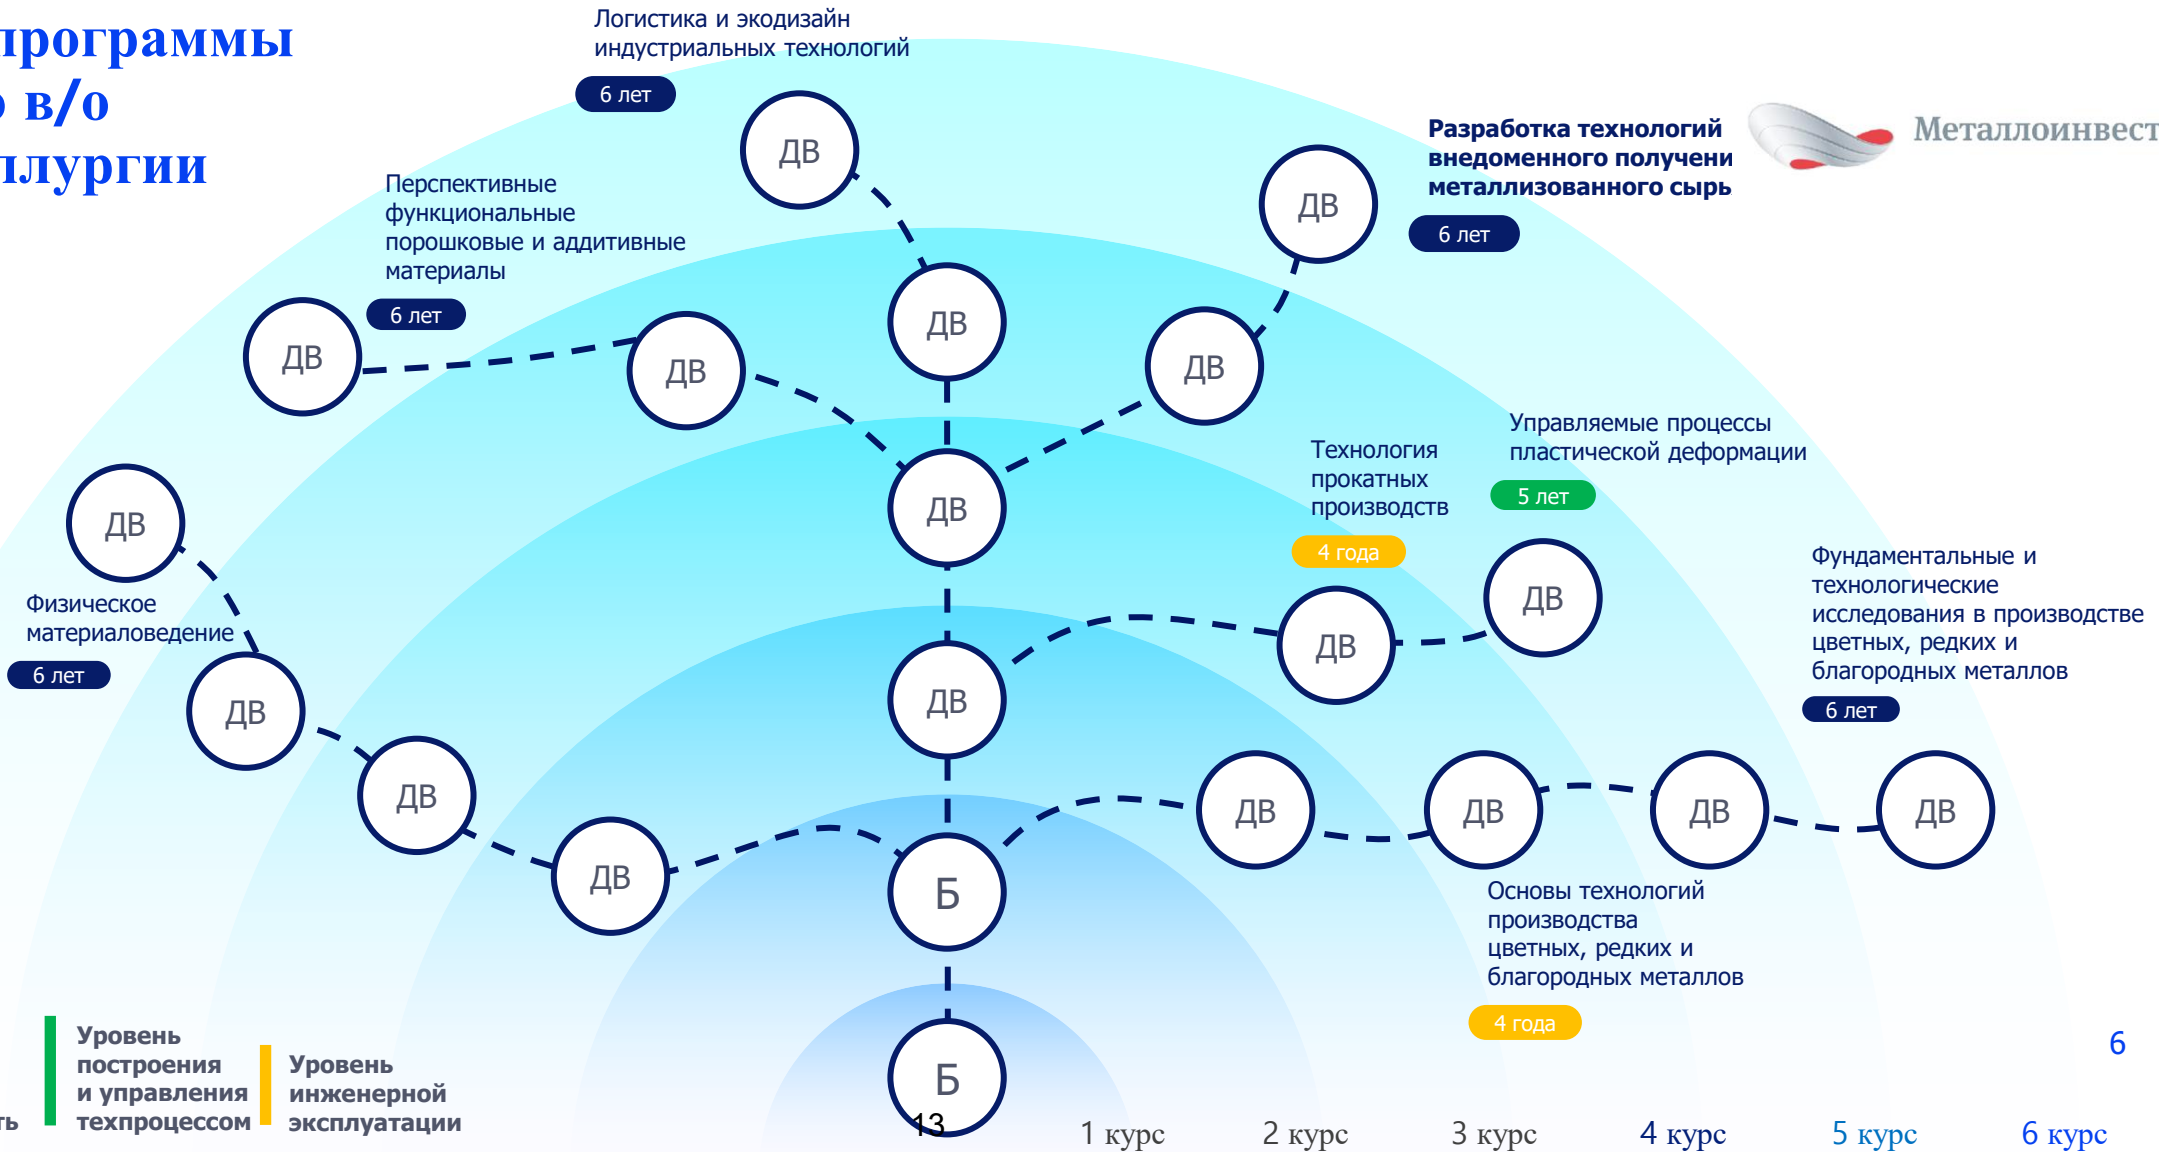 программы
в/о
ллургии
Логистика и экодизайн
индустриальных технологий
6 лет
ДВ
Разработка технологий
внедоменного получени
металлизованного сырь
6 лет
Металлоинвест
ДВ
Перспективные
функциональные
порошковые и аддитивные
материалы
6 лет
ДВ
ДВ
ДВ
ДВ
Управляемые процессы
пластической деформации
5 лет
Технология
прокатных
производств
4 года
ДВ
ДВ
Физическое
материаловедение
6 лет
ДВ
ДВ
ДВ
Фундаментальные и
технологические
исследования в производстве
цветных, редких и
благородных металлов
6 лет
ДВ
ДВ
ДВ
ДВ
ДВ
ДВ
ДВ
ДВ
Б
Основы технологий
производства
цветных, редких и
благородных металлов
4 года
Б
13
ть
Уровень
построения
и управления
техпроцессом
Уровень
инженерной
эксплуатации
6
1 курс
2 курс
3 курс
4 курс
5 курс
6 курс